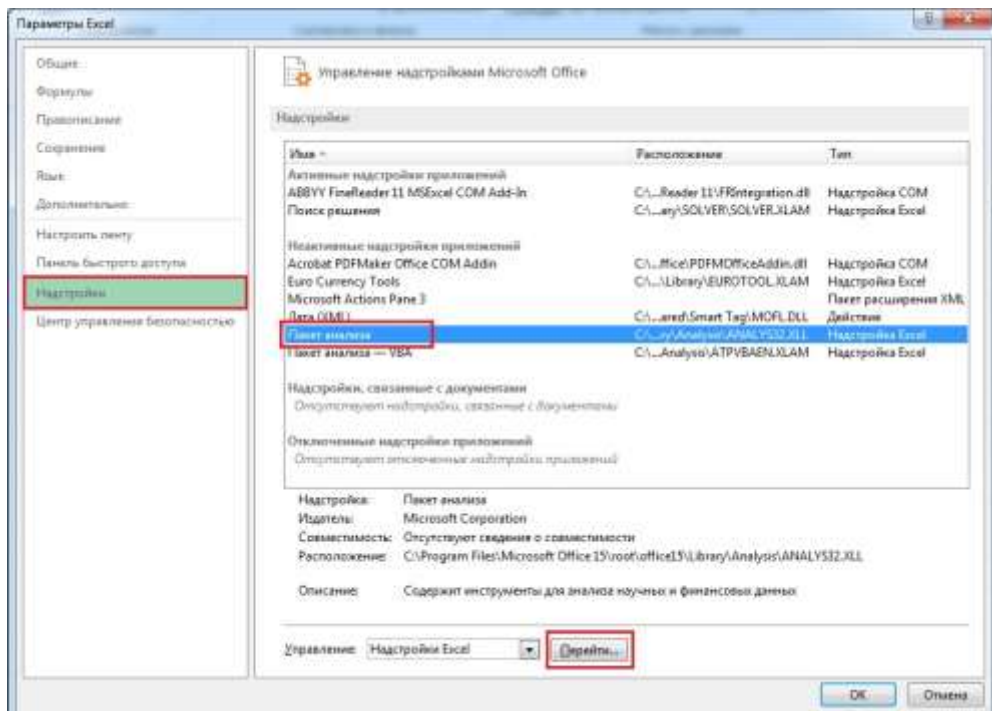 Параметры Excel
Общие
Формулы
Правописание
Сохранение
Язык
Дополнительно
Настроить ленту
Панель быстрого доступа
Надстройки
Центр управления безопасностью
Управление надстройками Microsoft Office
Надстройки
Имя Расположение Тип
Активные надстройки приложений
ABBYY FineReader 11 MSExcel COM Add-In C:\...Reader 11\FRIntegration.dll Надстройка COM
Поиск решения C:\...ary\SOLVER\SOLVER.XLAM Надстройка Excel
Неактивные надстройки приложений
Acrobat PDFMaker Office COM Addin C:\...ffice\PDFMOfficeAddin.dll Надстройка COM
Euro Currency Tools C:\...\Library\EUROTOOL.XLAM Надстройка Excel
Microsoft Actions Pane 3 Пакет расширения XML
Дата (XML) C:\...ared\Smart Tag\MOFL.DLL Действие
Пакет анализа C:\...ry\Analysis\ANALYS32.XLL Надстройка Excel
Пакет анализа — VBA C:\...Analysis\ATPVBAEN.XLAM Надстройка Excel
Надстройки, связанные с документами
Отсутствуют надстройки, связанные с документами
Отключенные надстройки приложений
Отсутствуют отключенные надстройки приложений
Надстройка: Пакет анализа
Издатель: Microsoft Corporation
Совместимость: Отсутствуют сведения о совместимости
Расположение: C:\Program Files\Microsoft Office 15\root\office15\Library\Analysis\ANALYS32.XLL
Описание: Содержит инструменты для анализа научных и финансовых данных
Управление: Надстройки Excel Перейти...
ОК Отмена